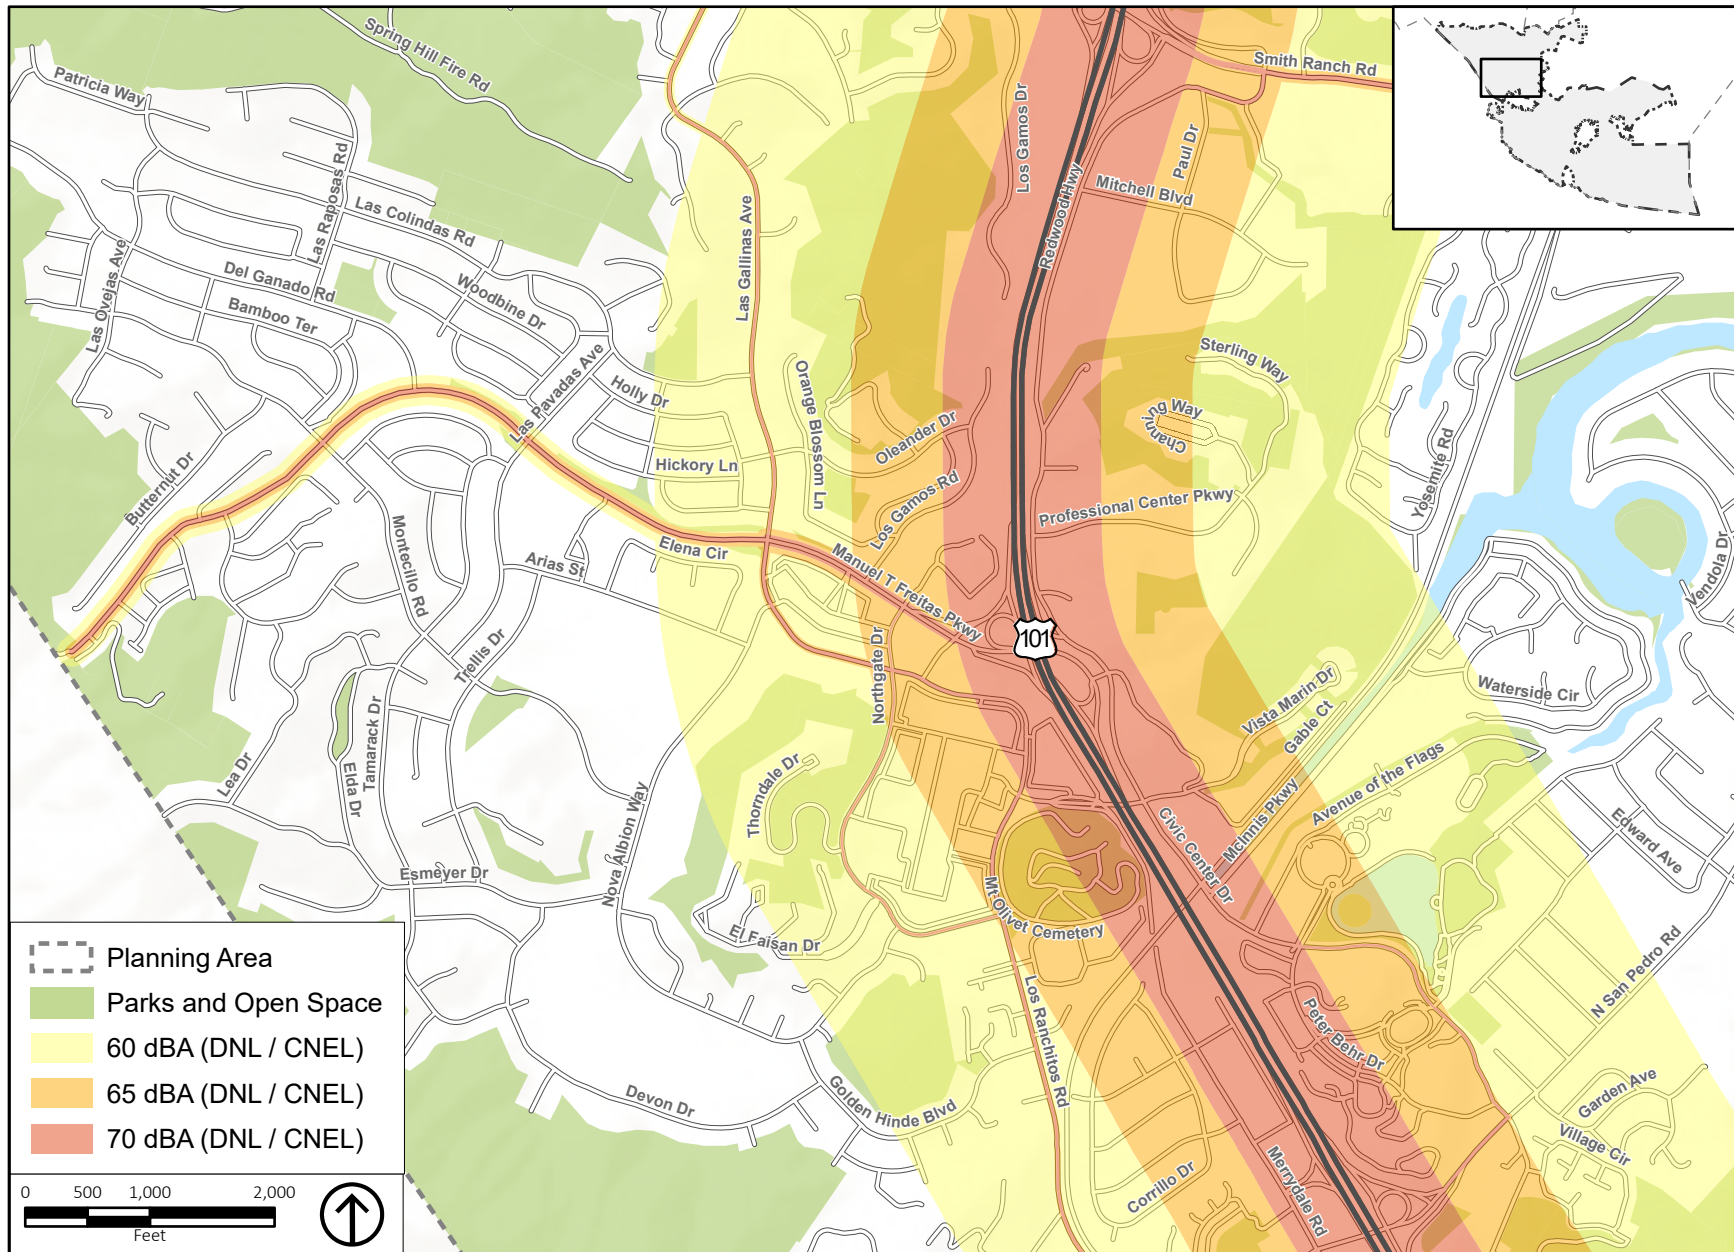 Spring Hill Fire Rd
Patricia Way
Smith Ranch Rd
Los Gamos Dr
Paul Dr
Mitchell Blvd
Redwood Hwy
Las Raposas Rd
Las Colindas Rd
Las Gallinas Ave
Las Ovejas Ave
Del Ganado Rd
Woodbine Dr
Bamboo Ter
Sterling Way
Las Pavadas Ave
Holly Dr
Orange Blossom Ln
Channing Way
Oleander Dr
Hickory Ln
Yosemite Rd
Butternut Dr
Los Gamos Rd
Professional Center Pkwy
Montecillo Rd
Elena Cir
Arias St
Manuel T Freitas Pkwy
Vendola Dr
101
Trellis Dr
Northgate Dr
Waterside Cir
Vista Marin Dr
Gable Ct
Tamarack Dr
Elda Dr
Lea Dr
Thorndale Dr
Avenue of the Flags
McInnis Pkwy
Civic Center Dr
Nova Albion Way
Edward Ave
Esmeyer Dr
Mt Olivet Cemetery
El Faisan Dr
N San Pedro Rd
Los Ranchitos Rd
Peter Behr Dr
Devon Dr
Golden Hinde Blvd
Garden Ave
Village Cir
Corrillo Dr
Merrydale Rd
Planning Area
Parks and Open Space
60 dBA (DNL / CNEL)
65 dBA (DNL / CNEL)
70 dBA (DNL / CNEL)
0 500 1,000 2,000
Feet